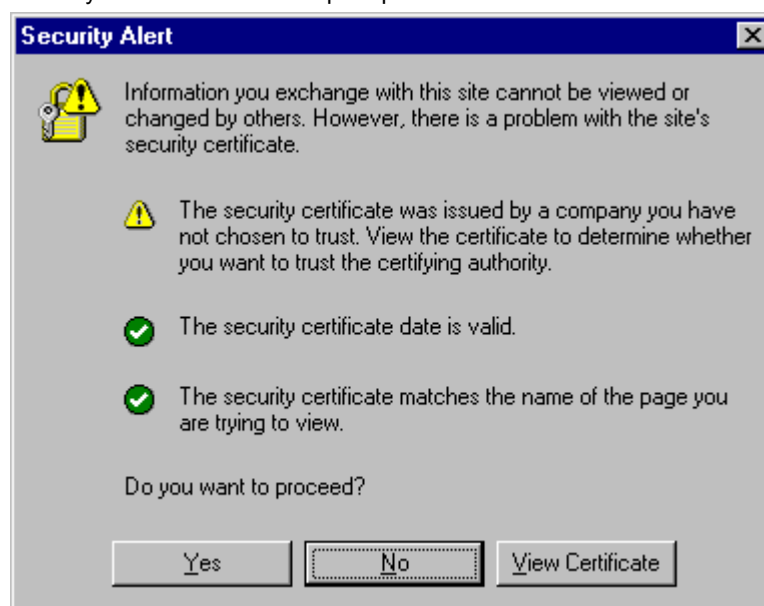 Security Alert
Information you exchange with this site cannot be viewed or
changed by others. However, there is a problem with the site's
security certificate.
The security certificate was issued by a company you have
not chosen to trust. View the certificate to determine whether
you want to trust the certifying authority.
The security certificate date is valid.
The security certificate matches the name of the page you
are trying to view.
Do you want to proceed?
Yes No View Certificate